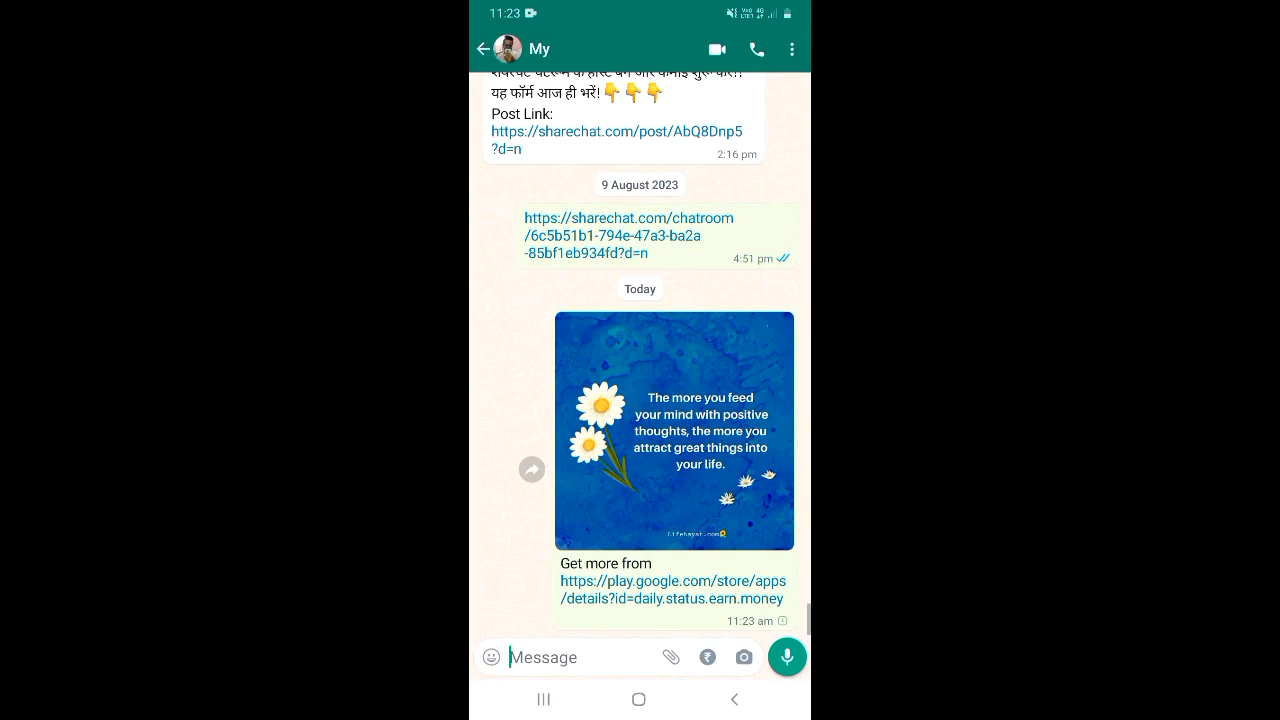 11:23
My
यह फॉर्म आज ही भरें!👇👇👇
Post Link:
https://sharechat.com/post/AbQ8Dnp5
?d=n
2:16 pm
9 August 2023
https://sharechat.com/chatroom
/6c5b51b1-794e-47a3-ba2a
-85bf1eb934fd?d=n
4:51 pm
Today
The more you feed
your mind with positive
thoughts, the more you
attract great things into
your life.
Lifehayat.com
Get more from
https://play.google.com/store/apps
/details?id=daily.status.earn.money
11:23 am
Message